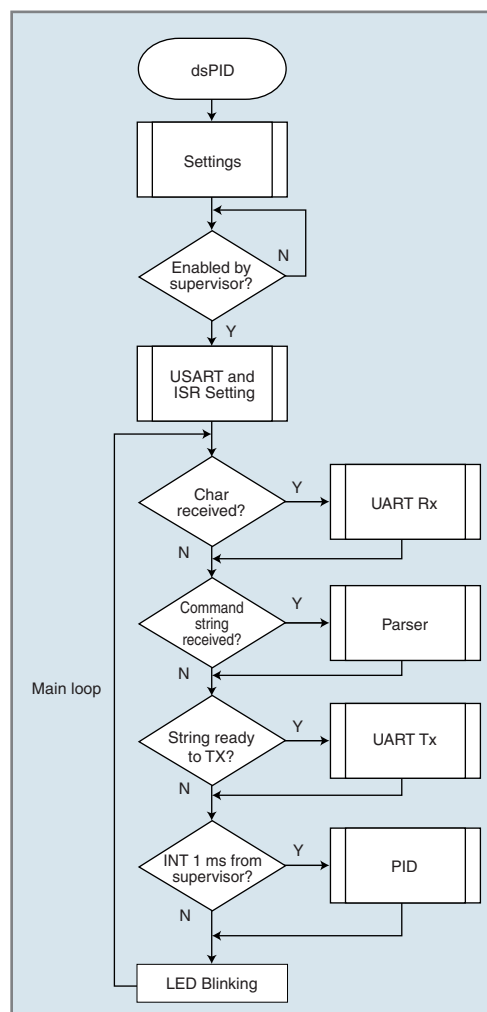 dsPID
Settings
N
Enabled by
supervisor?
Y
USART and
ISR Setting
Char
received?
Y
UART Rx
N
Command
string
received?
Y
Parser
N
Main loop
String ready
to TX?
Y
UART Tx
N
INT 1 ms from
supervisor?
Y
PID
N
LED Blinking